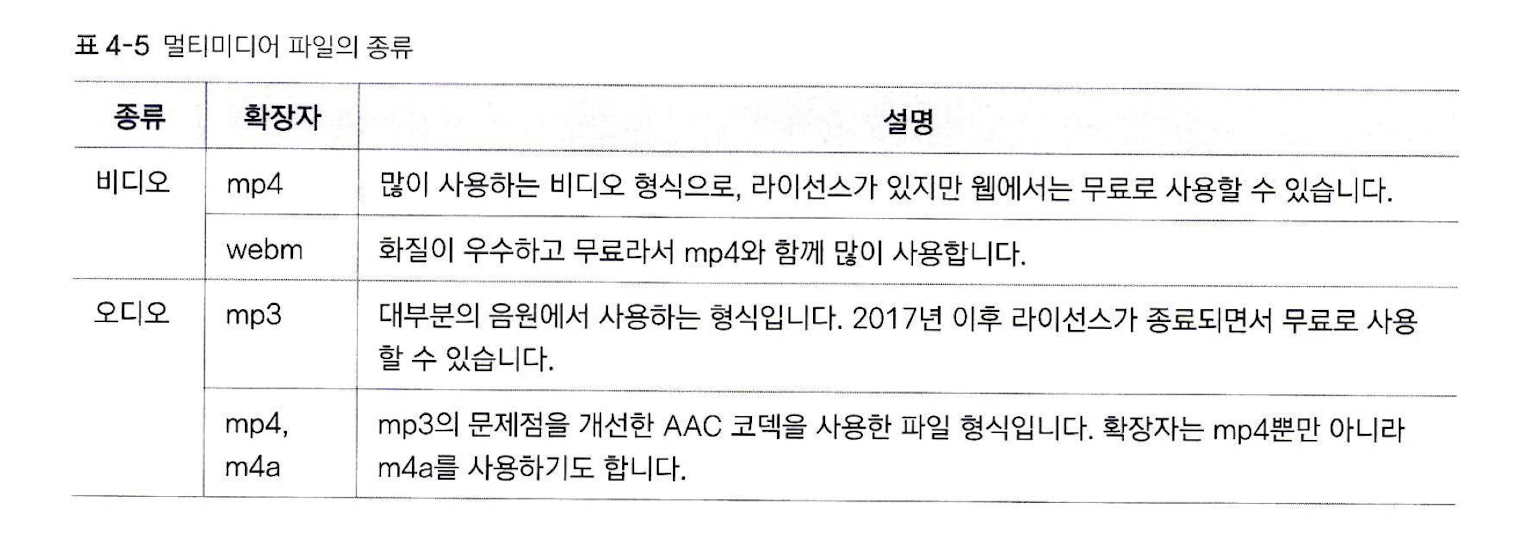 표 4-5 멀티미디어 파일의 종류
종류 확장자 설명
비디오 mp4 많이 사용하는 비디오 형식으로, 라이선스가 있지만 웹에서는 무료로 사용할 수 있습니다.
webm 화질이 우수하고 무료라서 mp4와 함께 많이 사용합니다.
오디오 mp3 대부분의 음원에서 사용하는 형식입니다. 2017년 이후 라이선스가 종료되면서 무료로 사용
할 수 있습니다.
mp4, mp3의 문제점을 개선한 AAC 코덱을 사용한 파일 형식입니다. 확장자는 mp4뿐만 아니라
m4a m4a를 사용하기도 합니다.